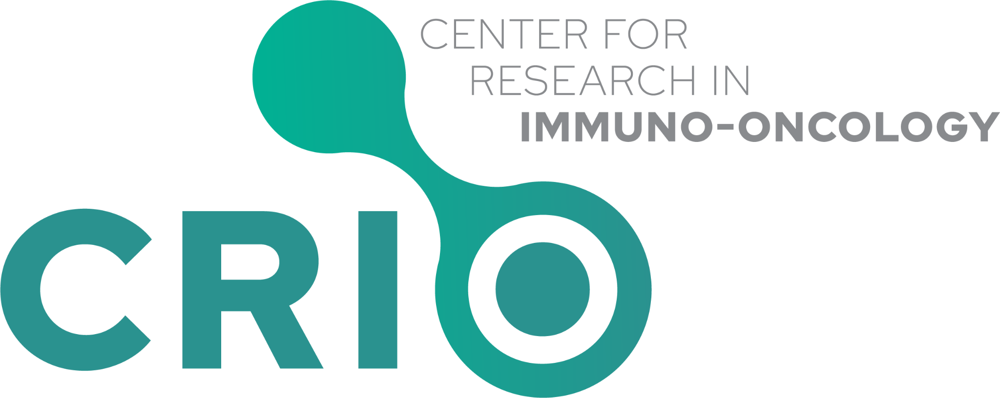 CENTER FOR
RESEARCH IN
IMMUNO-ONCOLOGY
CRIO